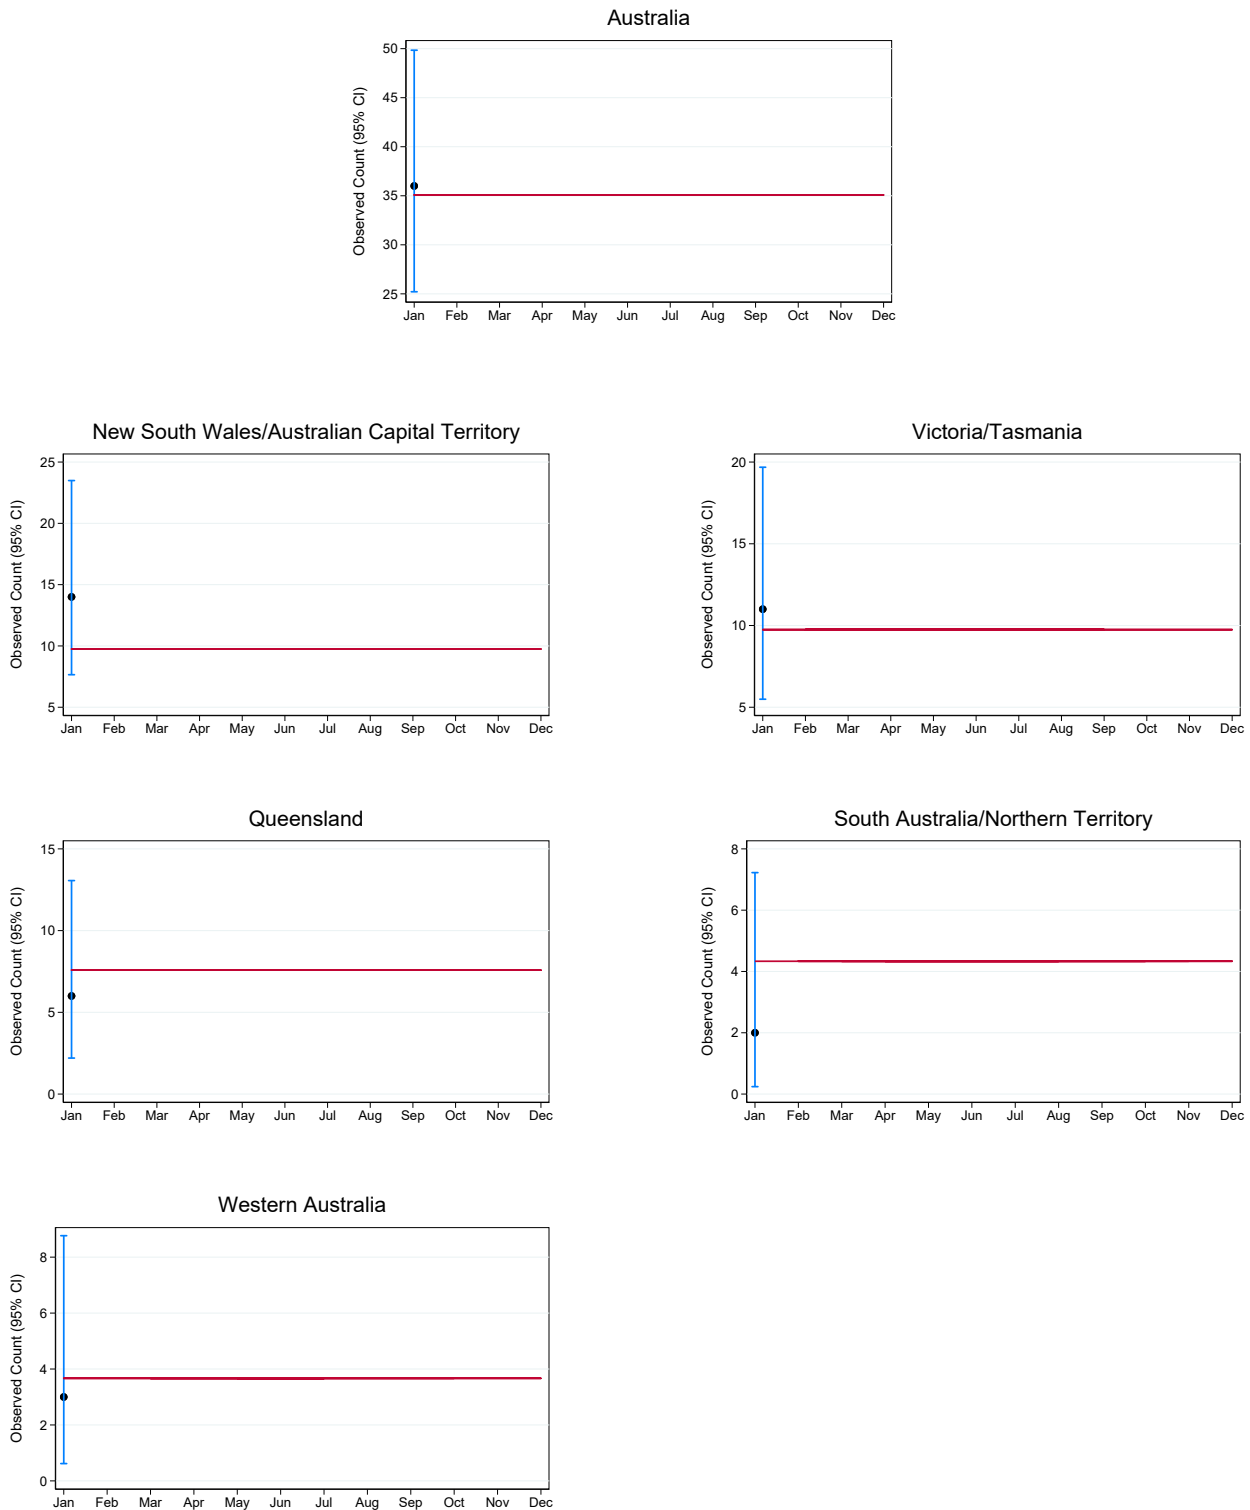 Australia
Observed Count (95% CI)
50
45
40
35
30
25
Jan Feb Mar Apr May Jun Jul Aug Sep Oct Nov Dec
New South Wales/Australian Capital Territory
Observed Count (95% CI)
25
20
15
10
5
Jan Feb Mar Apr May Jun Jul Aug Sep Oct Nov Dec
Victoria/Tasmania
Observed Count (95% CI)
20
15
10
5
Jan Feb Mar Apr May Jun Jul Aug Sep Oct Nov Dec
Queensland
Observed Count (95% CI)
15
10
5
0
Jan Feb Mar Apr May Jun Jul Aug Sep Oct Nov Dec
South Australia/Northern Territory
Observed Count (95% CI)
8
6
4
2
0
Jan Feb Mar Apr May Jun Jul Aug Sep Oct Nov Dec
Western Australia
Observed Count (95% CI)
8
6
4
2
0
Jan Feb Mar Apr May Jun Jul Aug Sep Oct Nov Dec